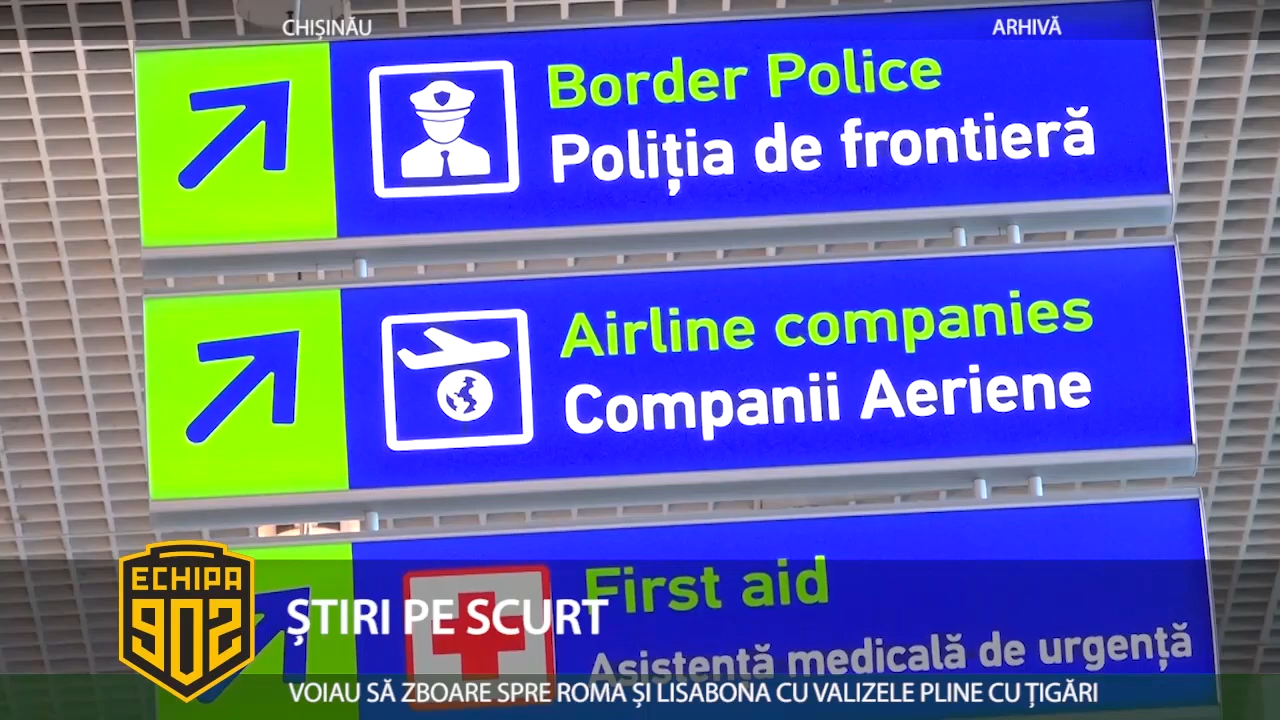 CHIȘINĂU
ARHIVĂ
Border Police
Poliția de frontieră
Airline companies
Companii Aeriene
First aid
Asistență medicală de urgență
ECHIPA
902
ȘTIRI PE SCURT
VOIAU SĂ ZBOARE SPRE ROMA ȘI LISABONA CU VALIZELE PLINE CU ȚIGĂRI